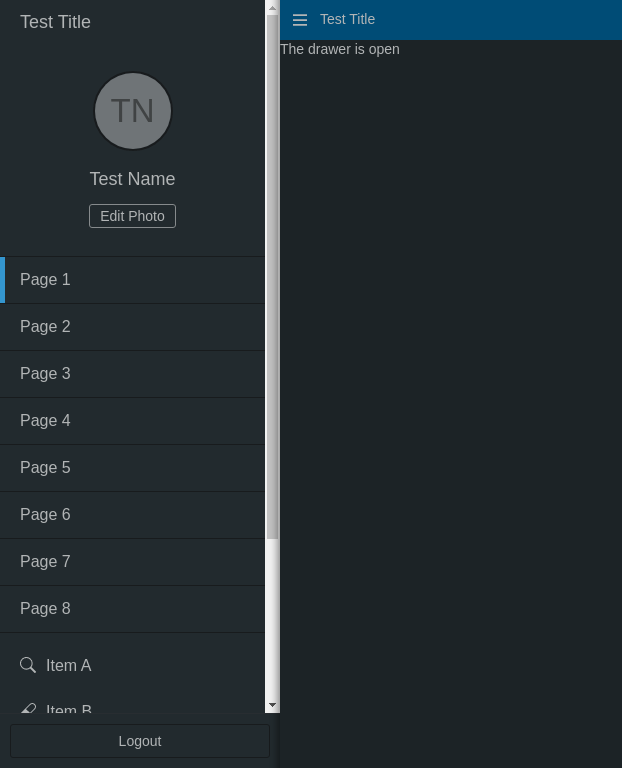 Test Title
TN
Test Name
Edit Photo
Page 1
Page 2
Page 3
Page 4
Page 5
Page 6
Page 7
Page 8
Item A
Item B
Logout
Test Title
The drawer is open